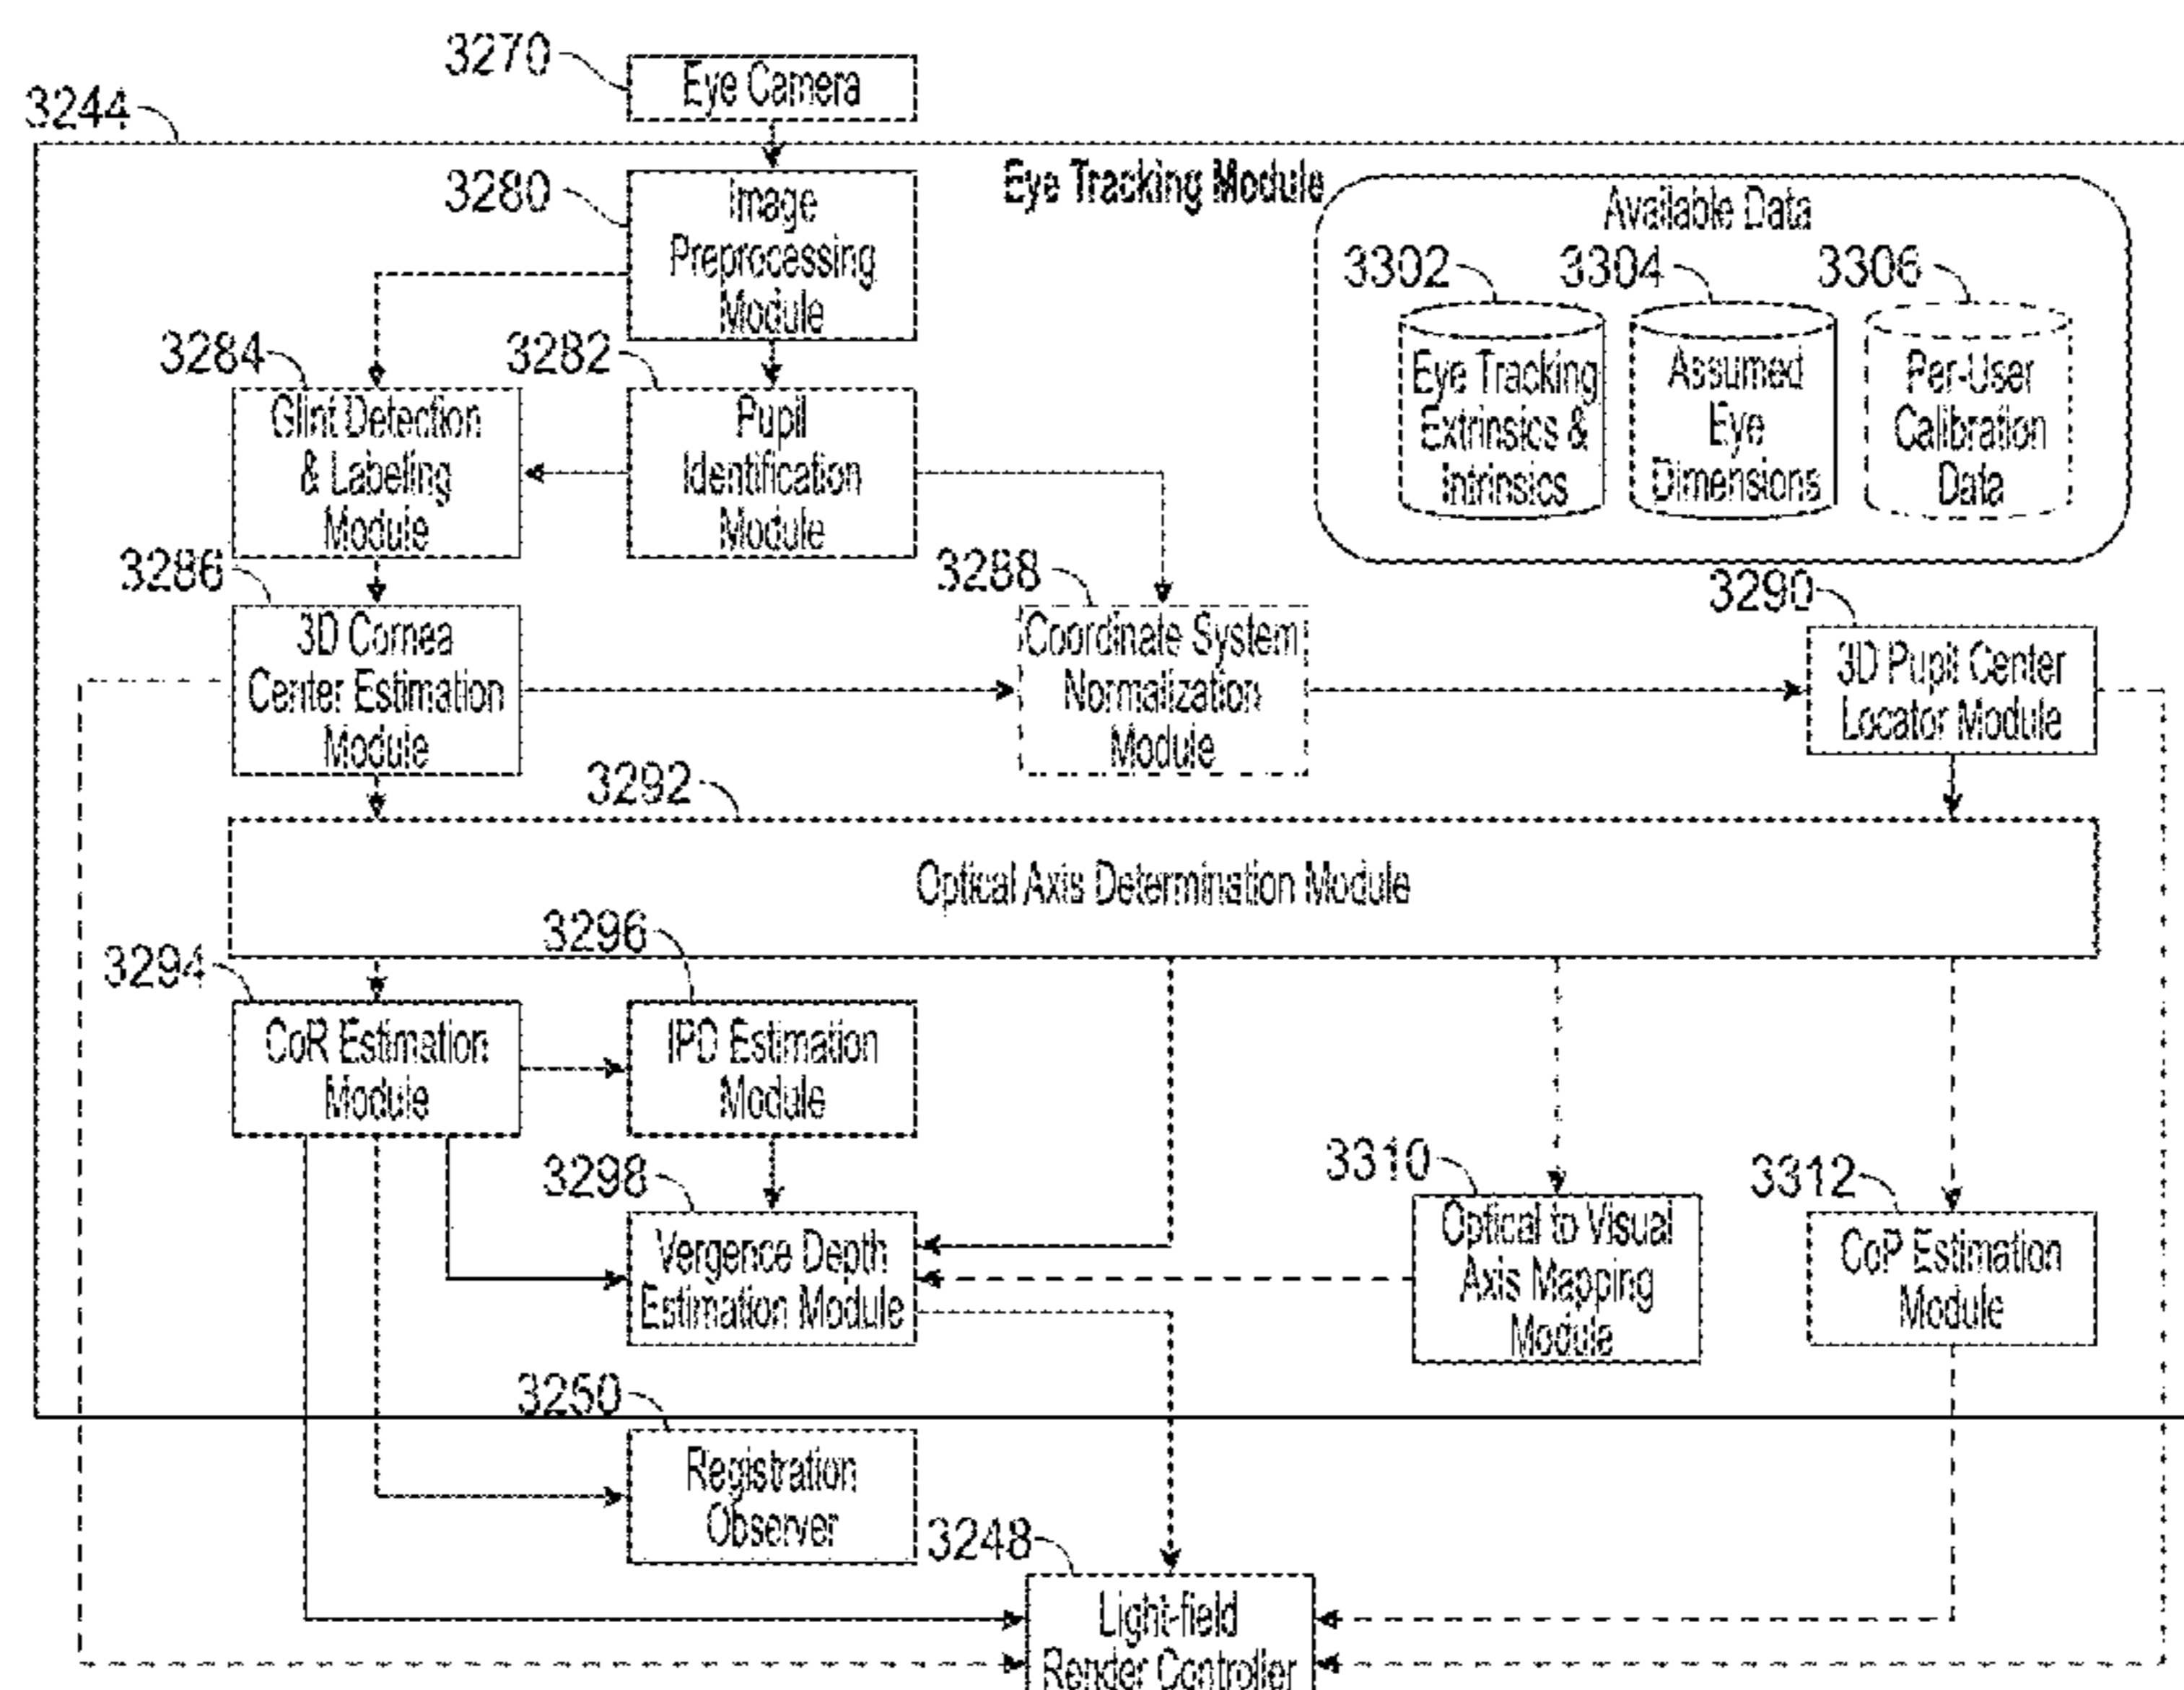 3270
Eye Camera
3244
Eye Tracking Module
3280
Image
Preprocessing
Module
Available Data
3302
3304
3306
Eye Tracking
Extrinsics &
Intrinsics
Assumed
Eye
Dimensions
Per-User
Calibration
Data
3284
Glint Detection
& Labeling
Module
3282
Pupil
Identification
Module
3286
3D Cornea
Center Estimation
Module
3288
Coordinate System
Normalization
Module
3290
3D Pupil Center
Locator Module
3292
Optical Axis Determination Module
3294
CoR Estimation
Module
3296
IPD Estimation
Module
3298
Vergence Depth
Estimation Module
3310
Optical to Visual
Axis Mapping
Module
3312
CoP Estimation
Module
3250
Registration
Observer
3248
Light-field
Render Controller